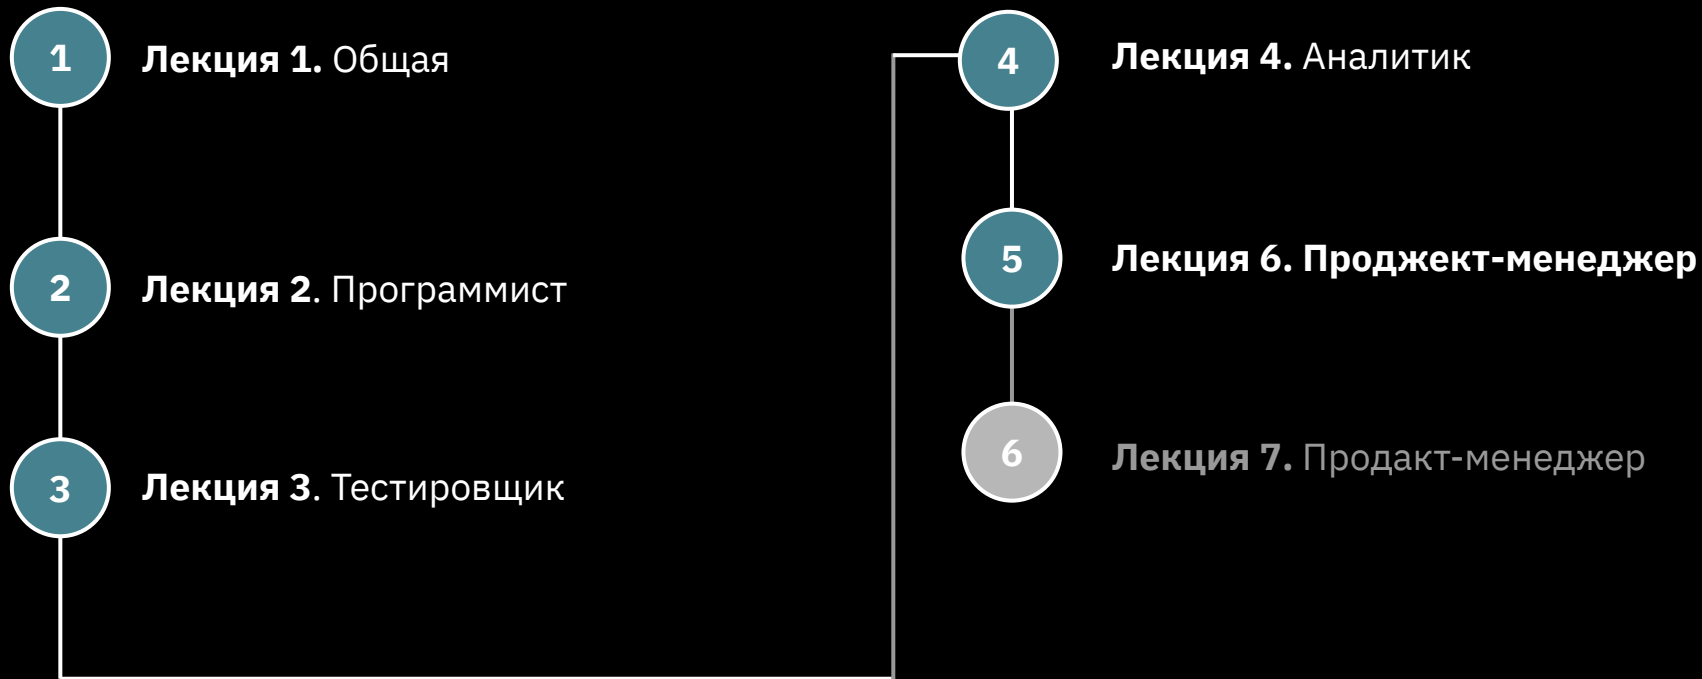 1
Лекция 1. Общая
2
Лекция 2. Программист
3
Лекция 3. Тестировщик
4
Лекция 4. Аналитик
5
Лекция 6. Проджект-менеджер
6
Лекция 7. Продакт-менеджер